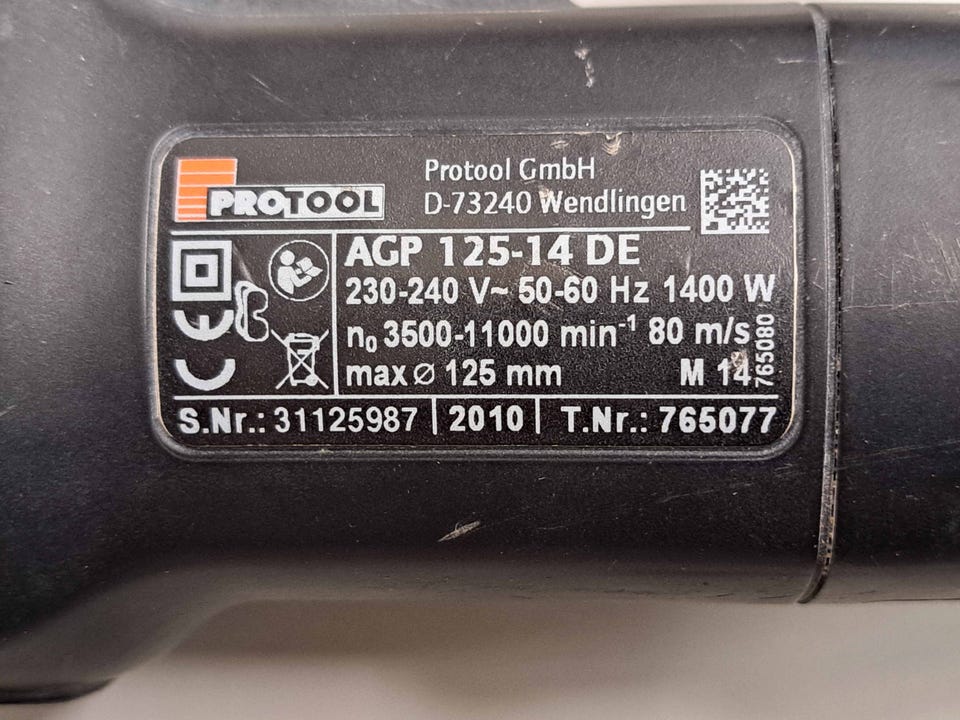 PROTOOL
Protool GmbH
D-73240 Wendlingen
AGP 125-14 DE
230-240 V~ 50-60 Hz 1400 W
n₀ 3500-11000 min⁻¹ 80 m/s
max ⌀ 125 mm M 14
765080
CE
S.Nr.: 31125987 | 2010 | T.Nr.: 765077